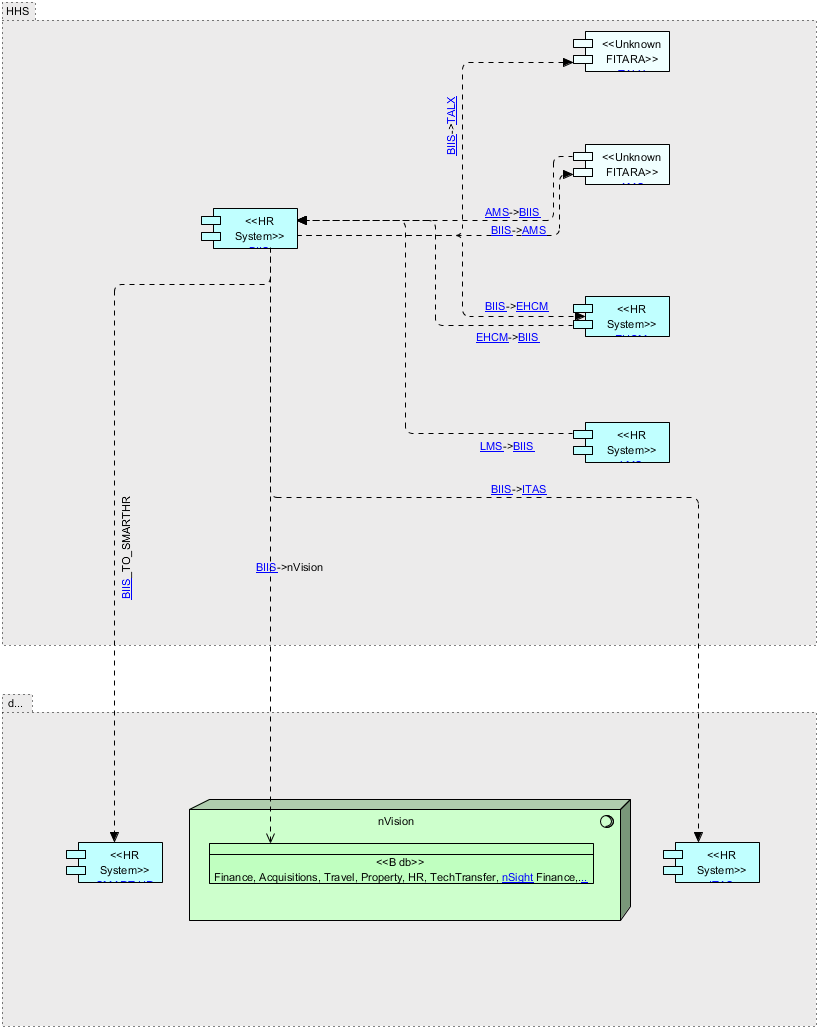 HHS
<<Unknown
FITARA>>
BIIS->TALX
<<Unknown
FITARA>>
AMS->BIIS
<<HR
System>>
BIIS->AMS
BIIS->EHCM
<<HR
System>>
EHCM->BIIS
<<HR
System>>
LMS->BIIS
BIIS->ITAS
BIIS_TO_SMARTHR
BIIS->nVision
d...
nVision
<<HR
System>>
<<B db>>
Finance, Acquisitions, Travel, Property, HR, TechTransfer, nSight Finance,...
<<HR
System>>